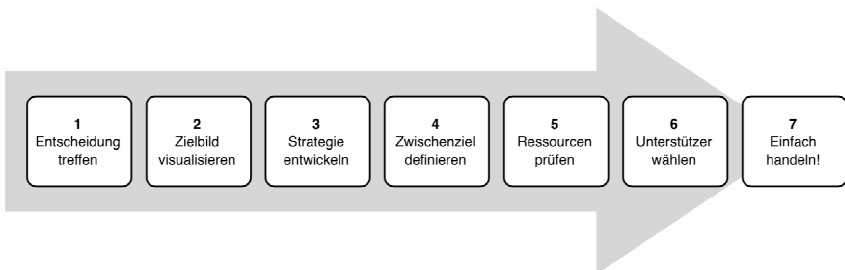 1
Entscheidung
treffen
2
Zielbild
visualisieren
3
Strategie
entwickeln
4
Zwischenziel
definieren
5
Ressourcen
prüfen
6
Unterstützer
wählen
7
Einfach
handeln!